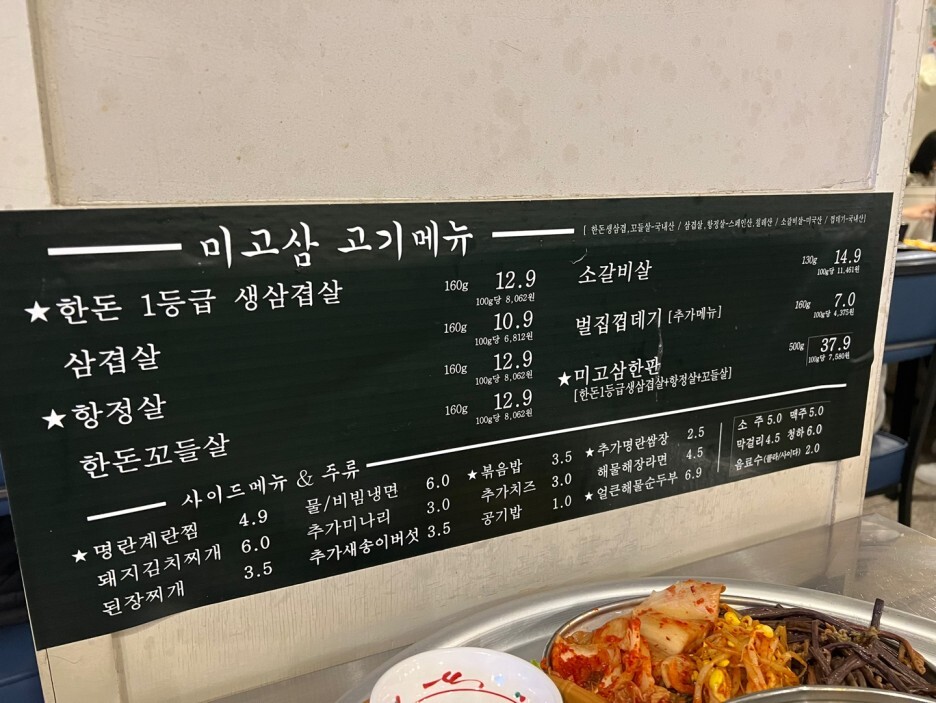 미고삼 고기메뉴
[ 한돈생삼겹,꼬들살-국내산 / 삼겹살,항정살-스페인산,칠레산 / 소갈비살-미국산 / 껍데기-국내산]
★한돈 1등급 생삼겹살 160g 12.9
100g당 8,062원
삼겹살 160g 10.9
100g당 6,812원
★항정살 160g 12.9
100g당 8,062원
한돈꼬들살 160g 12.9
100g당 8,062원
소갈비살 130g 14.9
100g당 11,461원
벌집껍데기 [추가메뉴] 160g 7.0
100g당 4,375원
★미고삼한판 500g 37.9
[한돈1등급생삼겹살+항정살+꼬들살] 100g당 7,580원
사이드메뉴 & 주류
★명란계란찜 4.9
돼지김치찌개 6.0
된장찌개 3.5
물/비빔냉면 6.0
추가미나리 3.0
추가새송이버섯 3.5
★볶음밥 3.5
추가치즈 3.0
공기밥 1.0
★추가명란쌈장 2.5
해물해장라면 4.5
★얼큰해물순두부 6.9
소 주 5.0 맥주 5.0
막걸리 4.5 청하 6.0
음료수(콜라/사이다) 2.0